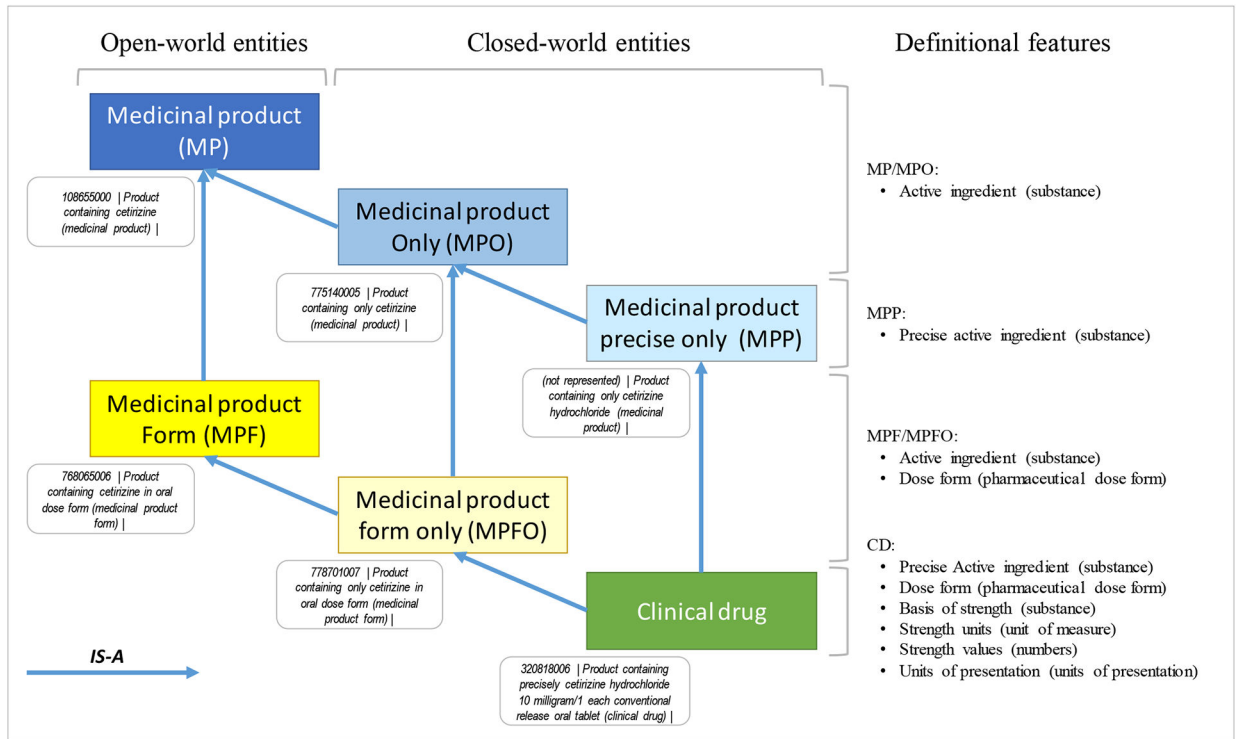 Open-world entities
Closed-world entities
Definitional features
Medicinal product
(MP)
108655000 | Product
containing cetirizine
(medicinal product) |
Medicinal product
Only (MPO)
775140005 | Product
containing only cetirizine
(medicinal product) |
Medicinal product
precise only (MPP)
(not represented) | Product
containing only cetirizine
hydrochloride (medicinal
product) |
Medicinal product
Form (MPF)
768065006 | Product
containing cetirizine in oral
dose form (medicinal product
form) |
Medicinal product
form only (MPFO)
778701007 | Product
containing only cetirizine in
oral dose form (medicinal
product form) |
Clinical drug
320818006 | Product containing
precisely cetirizine hydrochloride
10 milligram/1 each conventional
release oral tablet (clinical drug) |
IS-A
MP/MPO:
• Active ingredient (substance)
MPP:
• Precise active ingredient (substance)
MPF/MPFO:
• Active ingredient (substance)
• Dose form (pharmaceutical dose form)
CD:
• Precise Active ingredient (substance)
• Dose form (pharmaceutical dose form)
• Basis of strength (substance)
• Strength units (unit of measure)
• Strength values (numbers)
• Units of presentation (units of presentation)